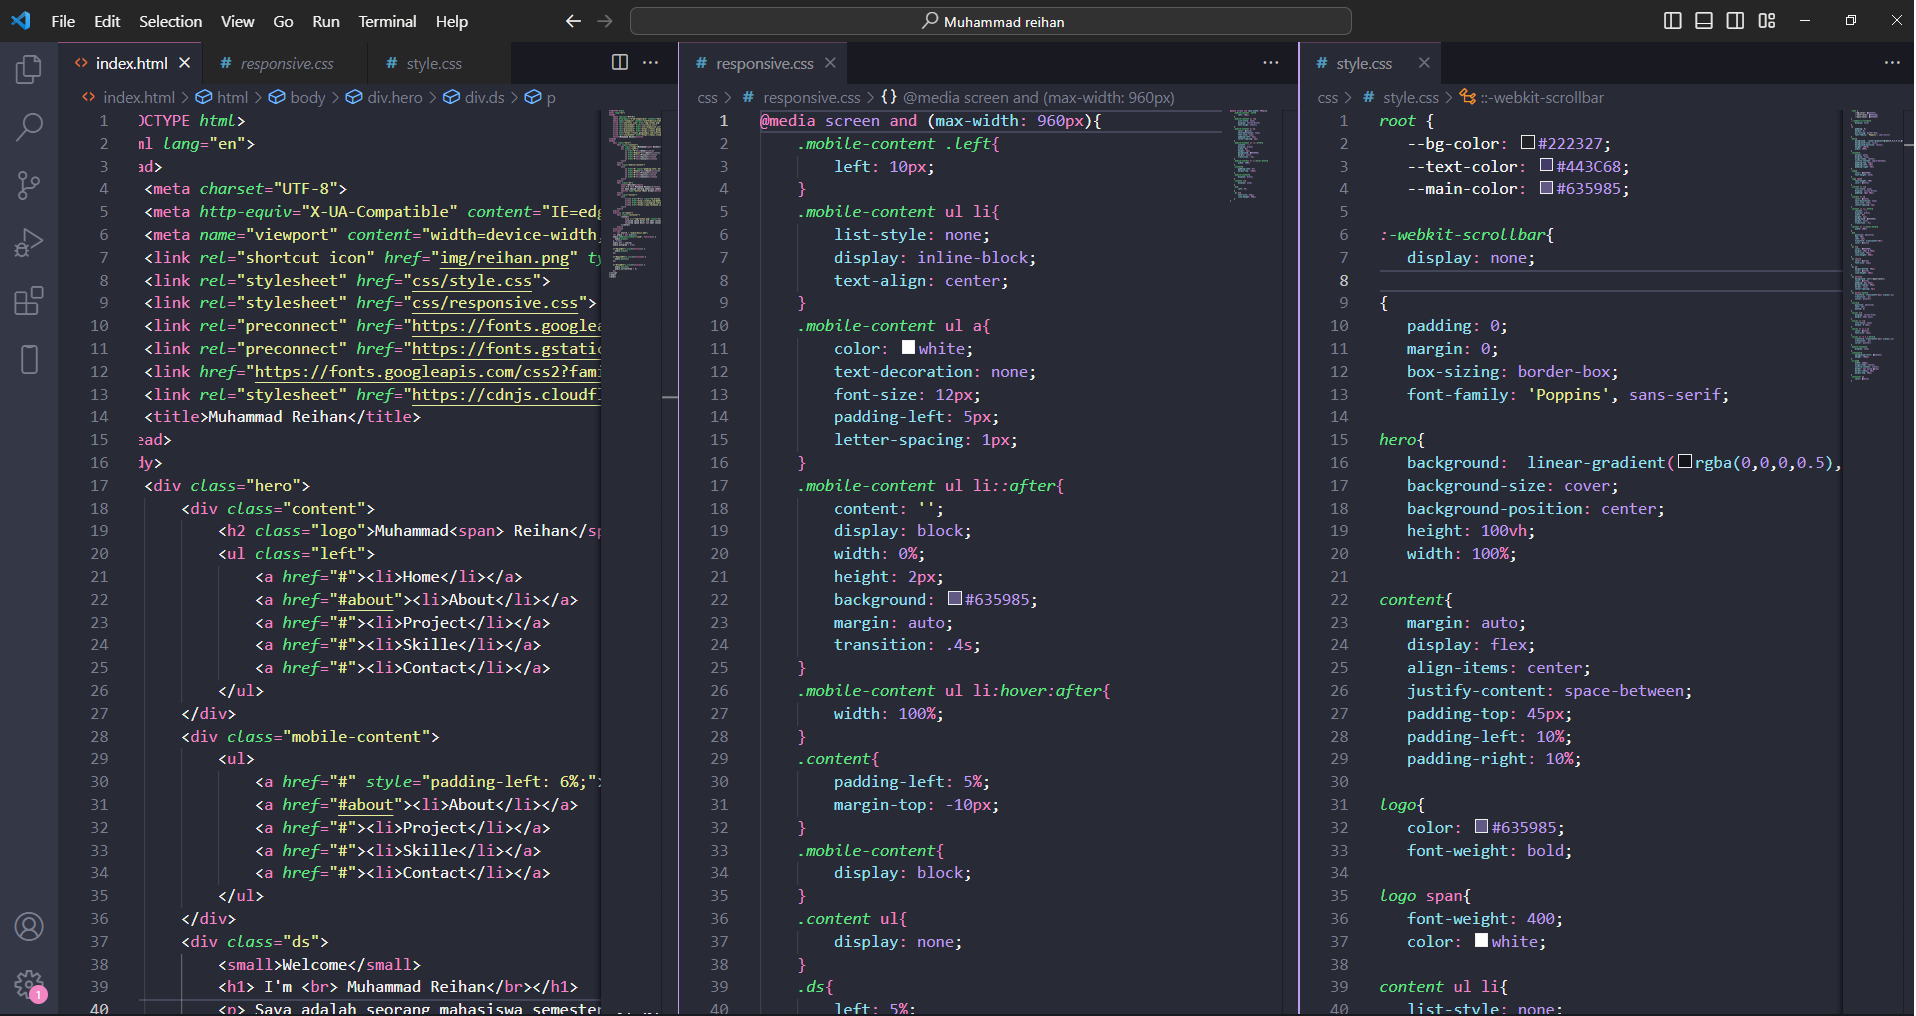 File Edit Selection View Go Run Terminal Help
Muhammad reihan
index.html
# responsive.css
# style.css
index.html > html > body > div.hero > div.ds > p
1 OCTYPE html>
2 ml lang="en">
3 ad>
4 <meta charset="UTF-8">
5 <meta http-equiv="X-UA-Compatible" content="IE=edg
6 <meta name="viewport" content="width=device-width,
7 <link rel="shortcut icon" href="img/reihan.png" ty
8 <link rel="stylesheet" href="css/style.css">
9 <link rel="stylesheet" href="css/responsive.css">
10 <link rel="preconnect" href="https://fonts.googlea
11 <link rel="preconnect" href="https://fonts.gstatic
12 <link href="https://fonts.googleapis.com/css2?fami
13 <link rel="stylesheet" href="https://cdnjs.cloudfl
14 <title>Muhammad Reihan</title>
15 ead>
16 dy>
17 <div class="hero">
18 <div class="content">
19 <h2 class="logo">Muhammad<span> Reihan</sp
20 <ul class="left">
21 <a href="#"><li>Home</li></a>
22 <a href="#about"><li>About</li></a>
23 <a href="#"><li>Project</li></a>
24 <a href="#"><li>Skille</li></a>
25 <a href="#"><li>Contact</li></a>
26 </ul>
27 </div>
28 <div class="mobile-content">
29 <ul>
30 <a href="#" style="padding-left: 6%;">
31 <a href="#about"><li>About</li></a>
32 <a href="#"><li>Project</li></a>
33 <a href="#"><li>Skille</li></a>
34 <a href="#"><li>Contact</li></a>
35 </ul>
36 </div>
37 <div class="ds">
38 <small>Welcome</small>
39 <h1> I'm <br> Muhammad Reihan</br></h1>
40 <p> Saya adalah seorang mahasiswa semester
1
# responsive.css
css > # responsive.css > {} @media screen and (max-width: 960px)
1 @media screen and (max-width: 960px){
2 .mobile-content .left{
3 left: 10px;
4 }
5 .mobile-content ul li{
6 list-style: none;
7 display: inline-block;
8 text-align: center;
9 }
10 .mobile-content ul a{
11 color: white;
12 text-decoration: none;
13 font-size: 12px;
14 padding-left: 5px;
15 letter-spacing: 1px;
16 }
17 .mobile-content ul li::after{
18 content: '';
19 display: block;
20 width: 0%;
21 height: 2px;
22 background: #635985;
23 margin: auto;
24 transition: .4s;
25 }
26 .mobile-content ul li:hover:after{
27 width: 100%;
28 }
29 .content{
30 padding-left: 5%;
31 margin-top: -10px;
32 }
33 .mobile-content{
34 display: block;
35 }
36 .content ul{
37 display: none;
38 }
39 .ds{
40 left: 5%;
# style.css
css > # style.css > ::-webkit-scrollbar
1 root {
2 --bg-color: #222327;
3 --text-color: #443C68;
4 --main-color: #635985;
5
6 :-webkit-scrollbar{
7 display: none;
8
9 {
10 padding: 0;
11 margin: 0;
12 box-sizing: border-box;
13 font-family: 'Poppins', sans-serif;
14
15 hero{
16 background: linear-gradient(rgba(0,0,0,0.5),
17 background-size: cover;
18 background-position: center;
19 height: 100vh;
20 width: 100%;
21
22 content{
23 margin: auto;
24 display: flex;
25 align-items: center;
26 justify-content: space-between;
27 padding-top: 45px;
28 padding-left: 10%;
29 padding-right: 10%;
30
31 logo{
32 color: #635985;
33 font-weight: bold;
34
35 logo span{
36 font-weight: 400;
37 color: white;
38
39 content ul li{
40 list-style: none;